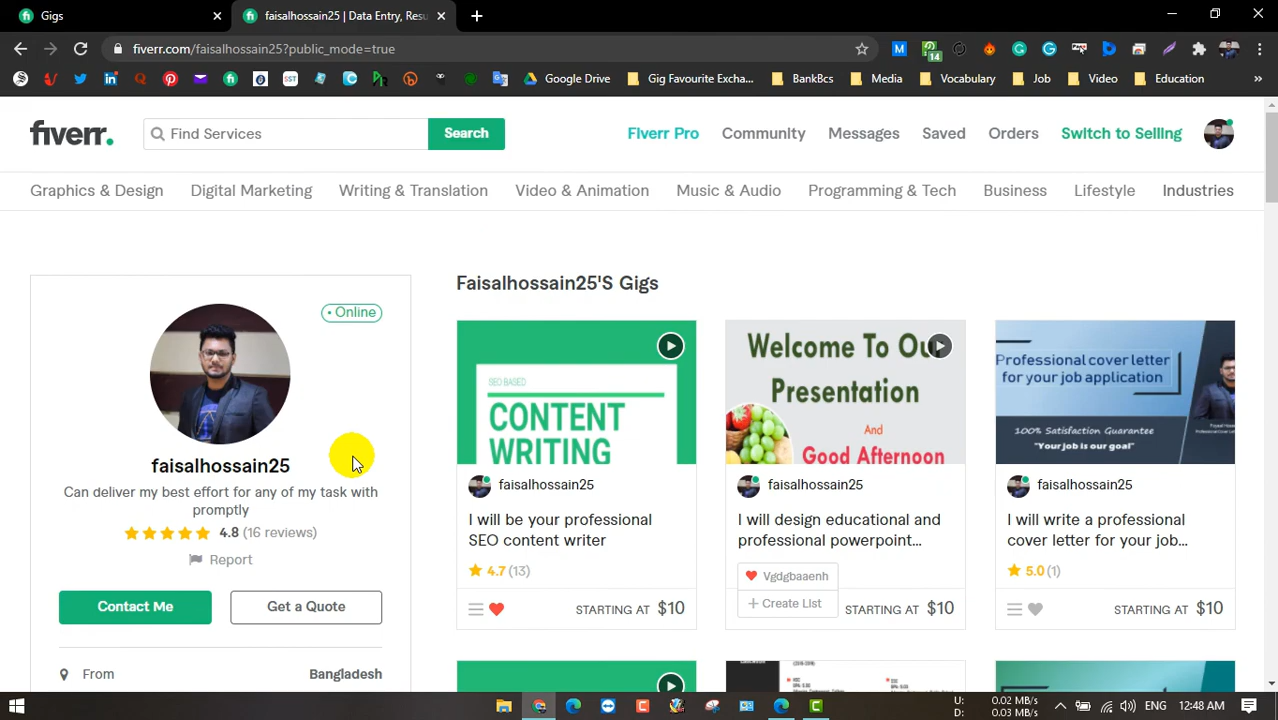 Gigs
faisalhossain25 | Data Entry, Resu
fiverr.com/faisalhossain25?public_mode=true
14
SST
Google Drive
Gig Favourite Exchа...
BankBcs
Media
Vocabulary
Job
Video
Education
fiverr.
Find Services
Search
Fiverr Pro
Community
Messages
Saved
Orders
Switch to Selling
Graphics & Design
Digital Marketing
Writing & Translation
Video & Animation
Music & Audio
Programming & Tech
Business
Lifestyle
Industries
Online
faisalhossain25
Can deliver my best effort for any of my task with
promptly
4.8 (16 reviews)
Report
Contact Me
Get a Quote
From
Bangladesh
Faisalhossain25'S Gigs
SEO BASED
CONTENT
WRITING
faisalhossain25
I will be your professional
SEO content writer
4.7 (13)
STARTING AT $10
Welcome To Our
Presentation
And
Good Afternoon
faisalhossain25
I will design educational and
professional powerpoint...
Vgdgbaaenh
+ Create List
STARTING AT $10
Professional cover letter
for your job application
100% Satisfaction Guarantee
"Your job is our goal"
faisalhossain25
I will write a professional
cover letter for your job...
5.0 (1)
STARTING AT $10
U: 0.02 MB/s
D: 0.03 MB/s
ENG
12:48 AM